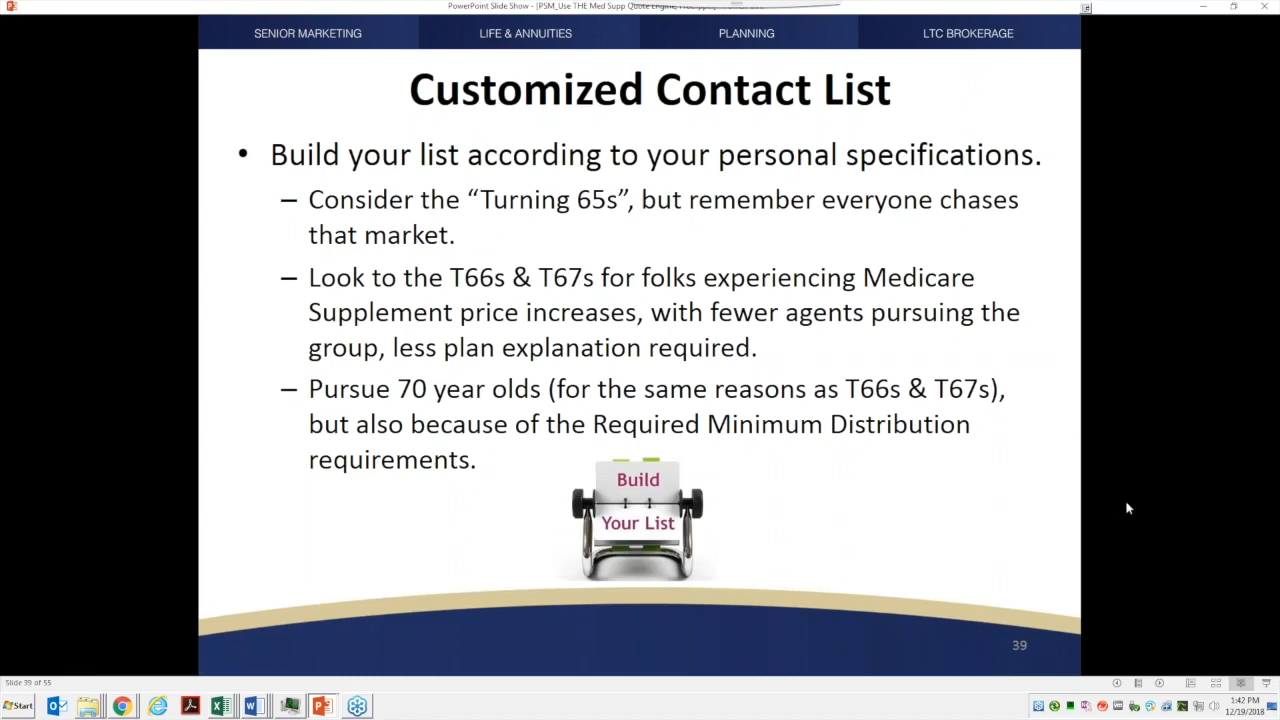 PowerPoint Slide Show - [PSM_Use THE Med Supp Quote Engine,
SENIOR MARKETING
LIFE & ANNUITIES
PLANNING
LTC BROKERAGE
Customized Contact List
• Build your list according to your personal specifications.
– Consider the “Turning 65s”, but remember everyone chases
that market.
– Look to the T66s & T67s for folks experiencing Medicare
Supplement price increases, with fewer agents pursuing the
group, less plan explanation required.
– Pursue 70 year olds (for the same reasons as T66s & T67s),
but also because of the Required Minimum Distribution
requirements.
Build
Your List
39
Slide 39 of 55
Start
1:42 PM
12/19/2018